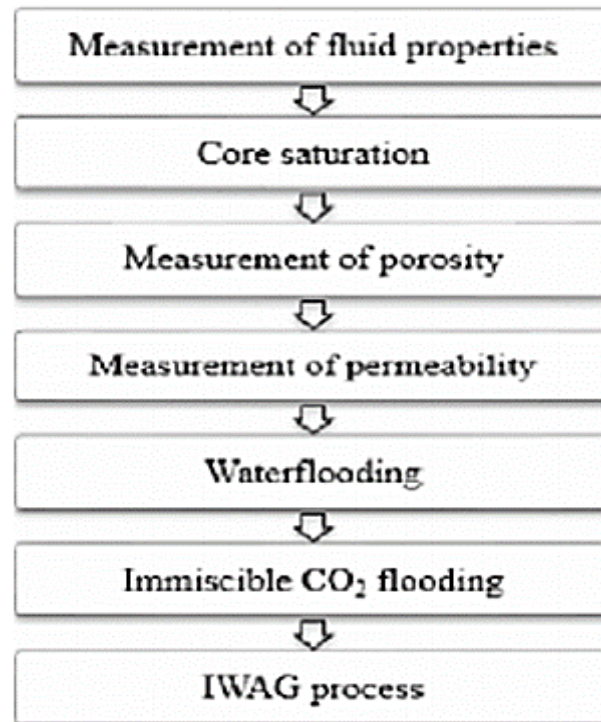 Measurement of fluid properties
Core saturation
Measurement of porosity
Measurement of permeability
Waterflooding
Immiscible CO₂ flooding
IWAG process